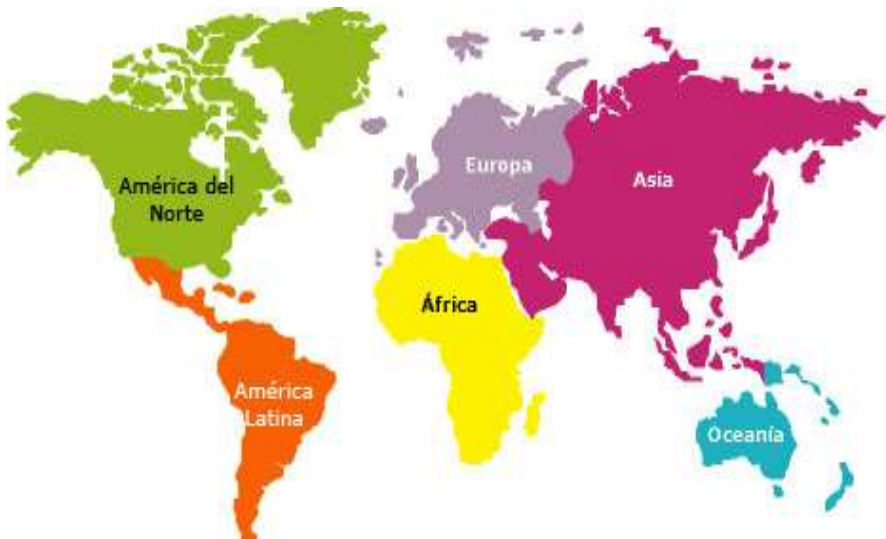 América del
Norte
Europa
Asia
África
América
Latina
Oceanía